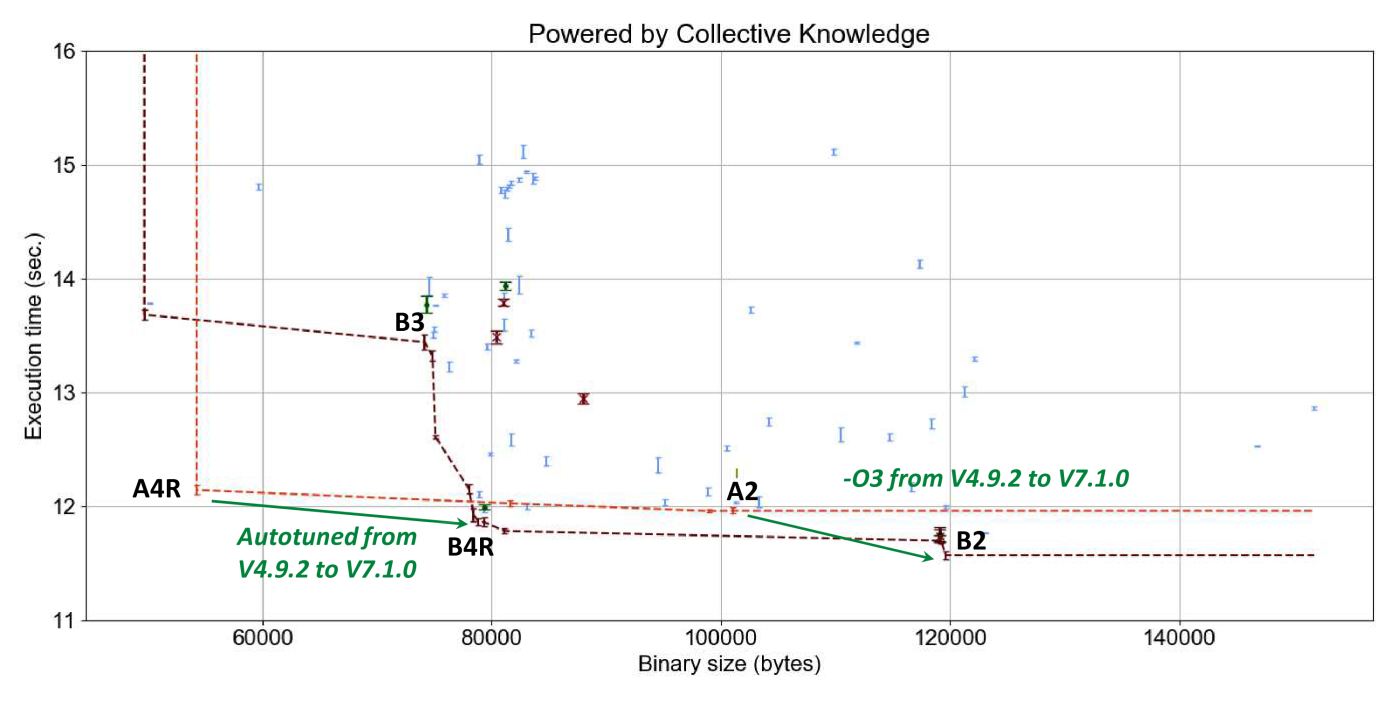 Powered by Collective Knowledge
Execution time (sec.)
16
15
14
13
12
11
B3
A4R
A2
-O3 from V4.9.2 to V7.1.0
Autotuned from
V4.9.2 to V7.1.0
B4R
B2
60000
80000
100000
120000
140000
Binary size (bytes)